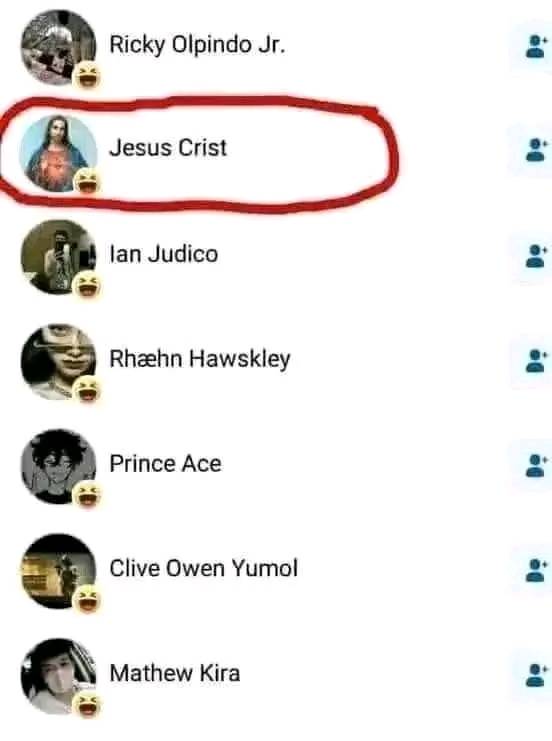 Ricky Olpindo Jr.
Jesus Crist
Ian Judico
Rhæhn Hawskley
Prince Ace
Clive Owen Yumol
Mathew Kira